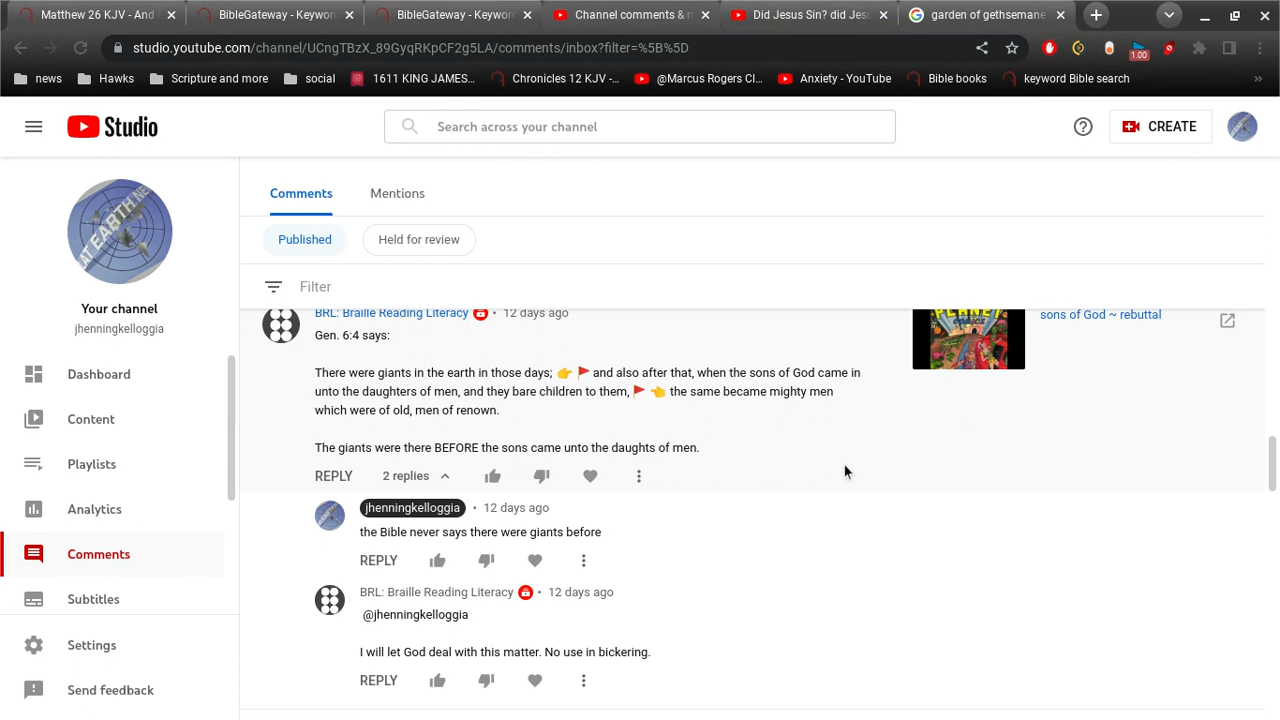 Matthew 26 KJV - And
BibleGateway - Keywor
BibleGateway - Keywor
Channel comments & m
Did Jesus Sin? did Jesu
garden of gethsemane
studio.youtube.com/channel/UCngTBzX_89GyqRKpCF2g5LA/comments/inbox?filter=%5B%5D
1.00
news
Hawks
Scripture and more
social
1611 KING JAMES...
Chronicles 12 KJV -...
@Marcus Rogers Cl...
Anxiety - YouTube
Bible books
keyword Bible search
Studio
Search across your channel
CREATE
AT EARTH.NE
Your channel
jhenningkelloggia
Dashboard
Content
Playlists
Analytics
Comments
Subtitles
Settings
Send feedback
Comments
Mentions
Published
Held for review
Filter
BRL: Braille Reading Literacy • 12 days ago
Gen. 6:4 says:
There were giants in the earth in those days; 👉 🚩 and also after that, when the sons of God came in
unto the daughters of men, and they bare children to them, 🚩 👈 the same became mighty men
which were of old, men of renown.
The giants were there BEFORE the sons came unto the daughts of men.
REPLY 2 replies
PLANET
COMICS
sons of God ~ rebuttal
jhenningkelloggia • 12 days ago
the Bible never says there were giants before
REPLY
BRL: Braille Reading Literacy • 12 days ago
@jhenningkelloggia
I will let God deal with this matter. No use in bickering.
REPLY